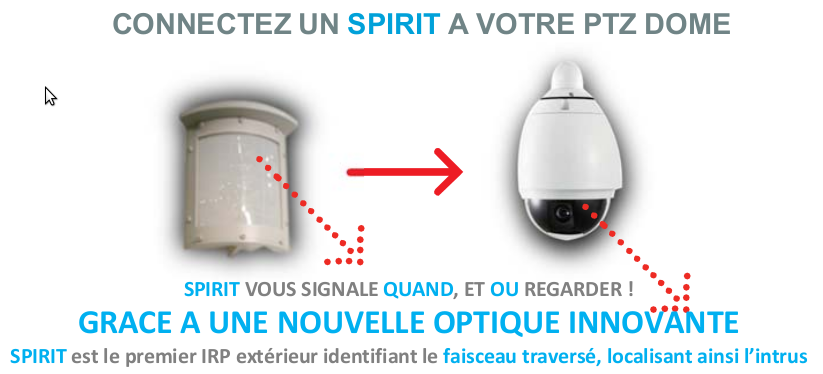 CONNECTEZ UN SPIRIT A VOTRE PTZ DOME
SPIRIT VOUS SIGNALE QUAND, ET OU REGARDER !
GRACE A UNE NOUVELLE OPTIQUE INNOVANTE
SPIRIT est le premier IRP extérieur identifiant le faisceau traversé, localisant ainsi l'intrus